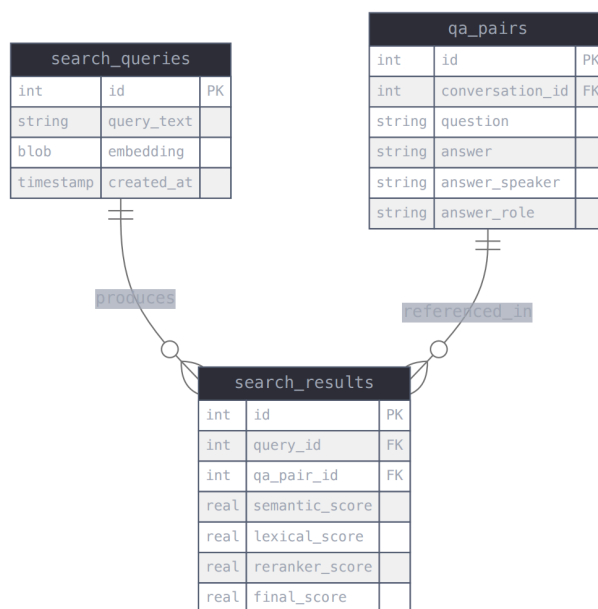 search_queries
int id PK
string query_text
blob embedding
timestamp created_at
qa_pairs
int id PK
int conversation_id FK
string question
string answer
string answer_speaker
string answer_role
produces
referenced_in
search_results
int id PK
int query_id FK
int qa_pair_id FK
real semantic_score
real lexical_score
real reranker_score
real final_score